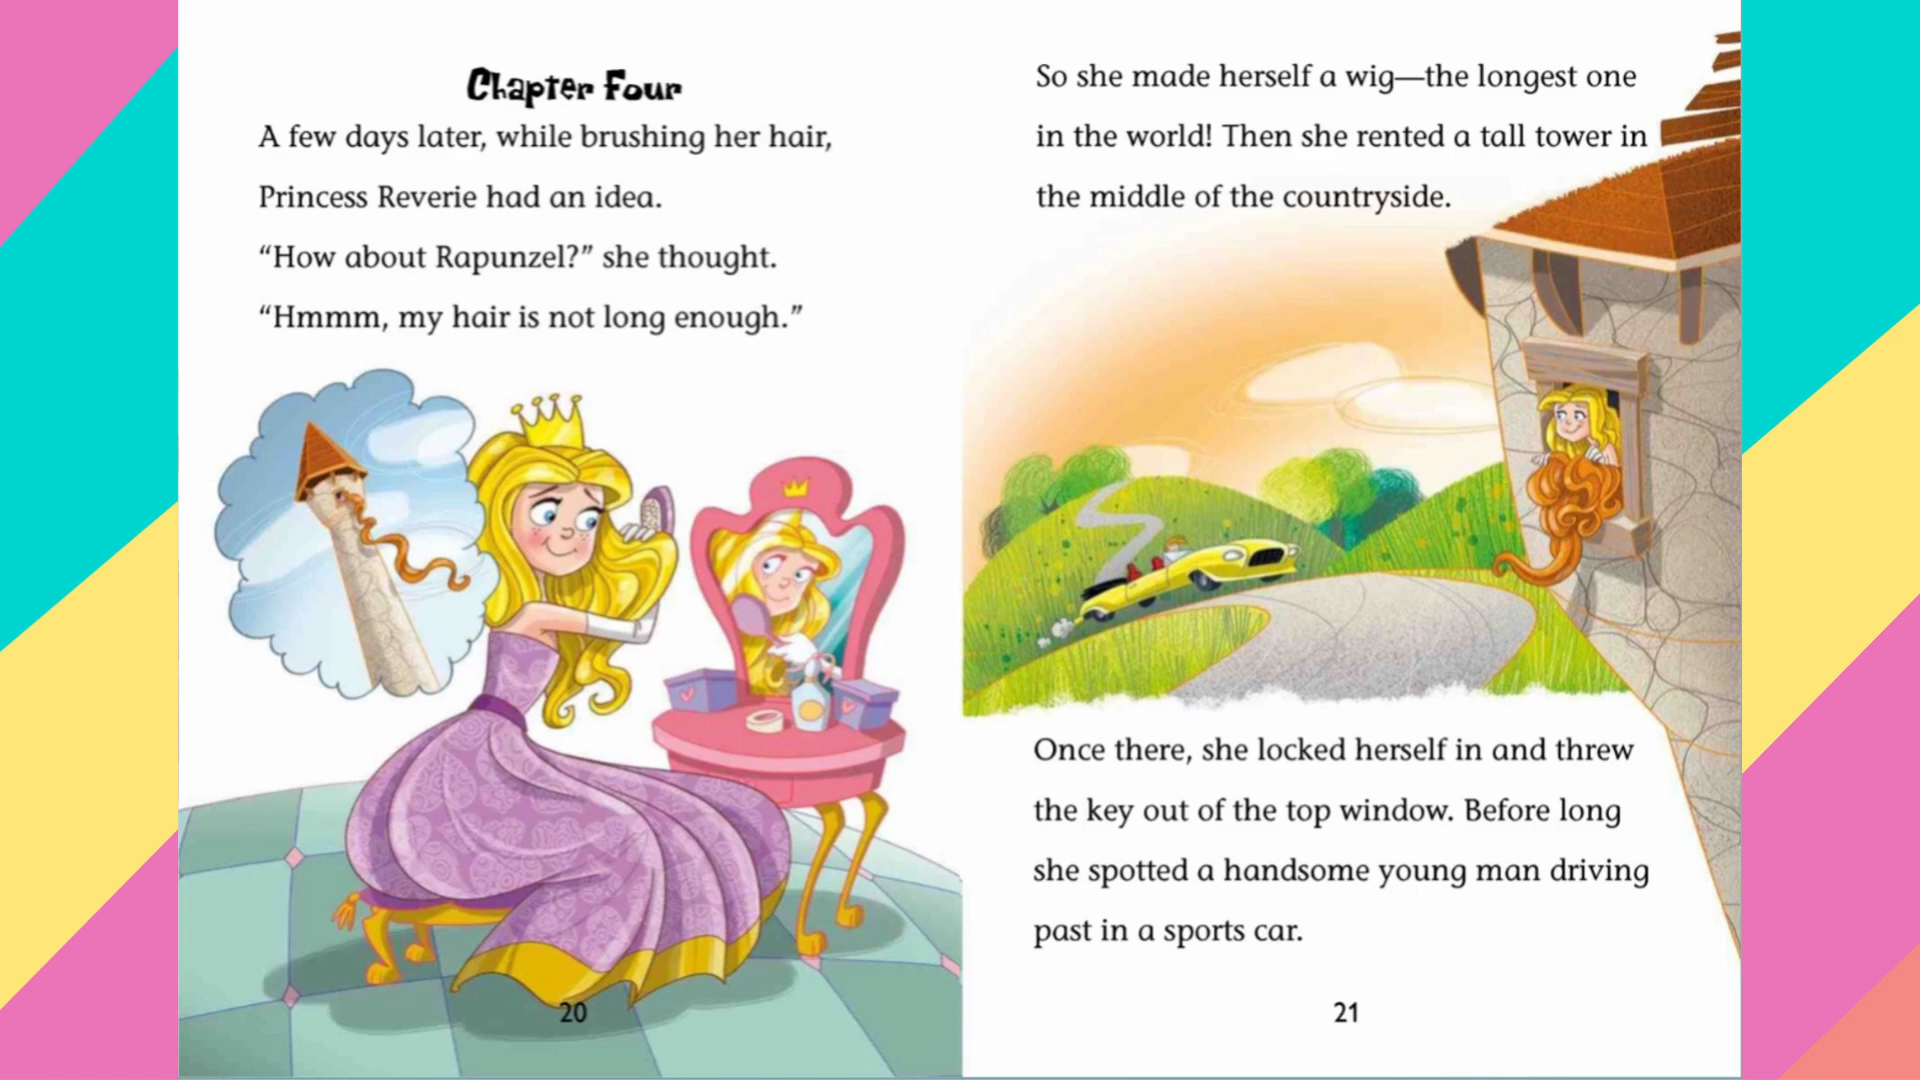 Chapter Four
A few days later, while brushing her hair,
Princess Reverie had an idea.
“How about Rapunzel?” she thought.
“Hmmm, my hair is not long enough.”
20
So she made herself a wig—the longest one
in the world! Then she rented a tall tower in
the middle of the countryside.
Once there, she locked herself in and threw
the key out of the top window. Before long
she spotted a handsome young man driving
past in a sports car.
21